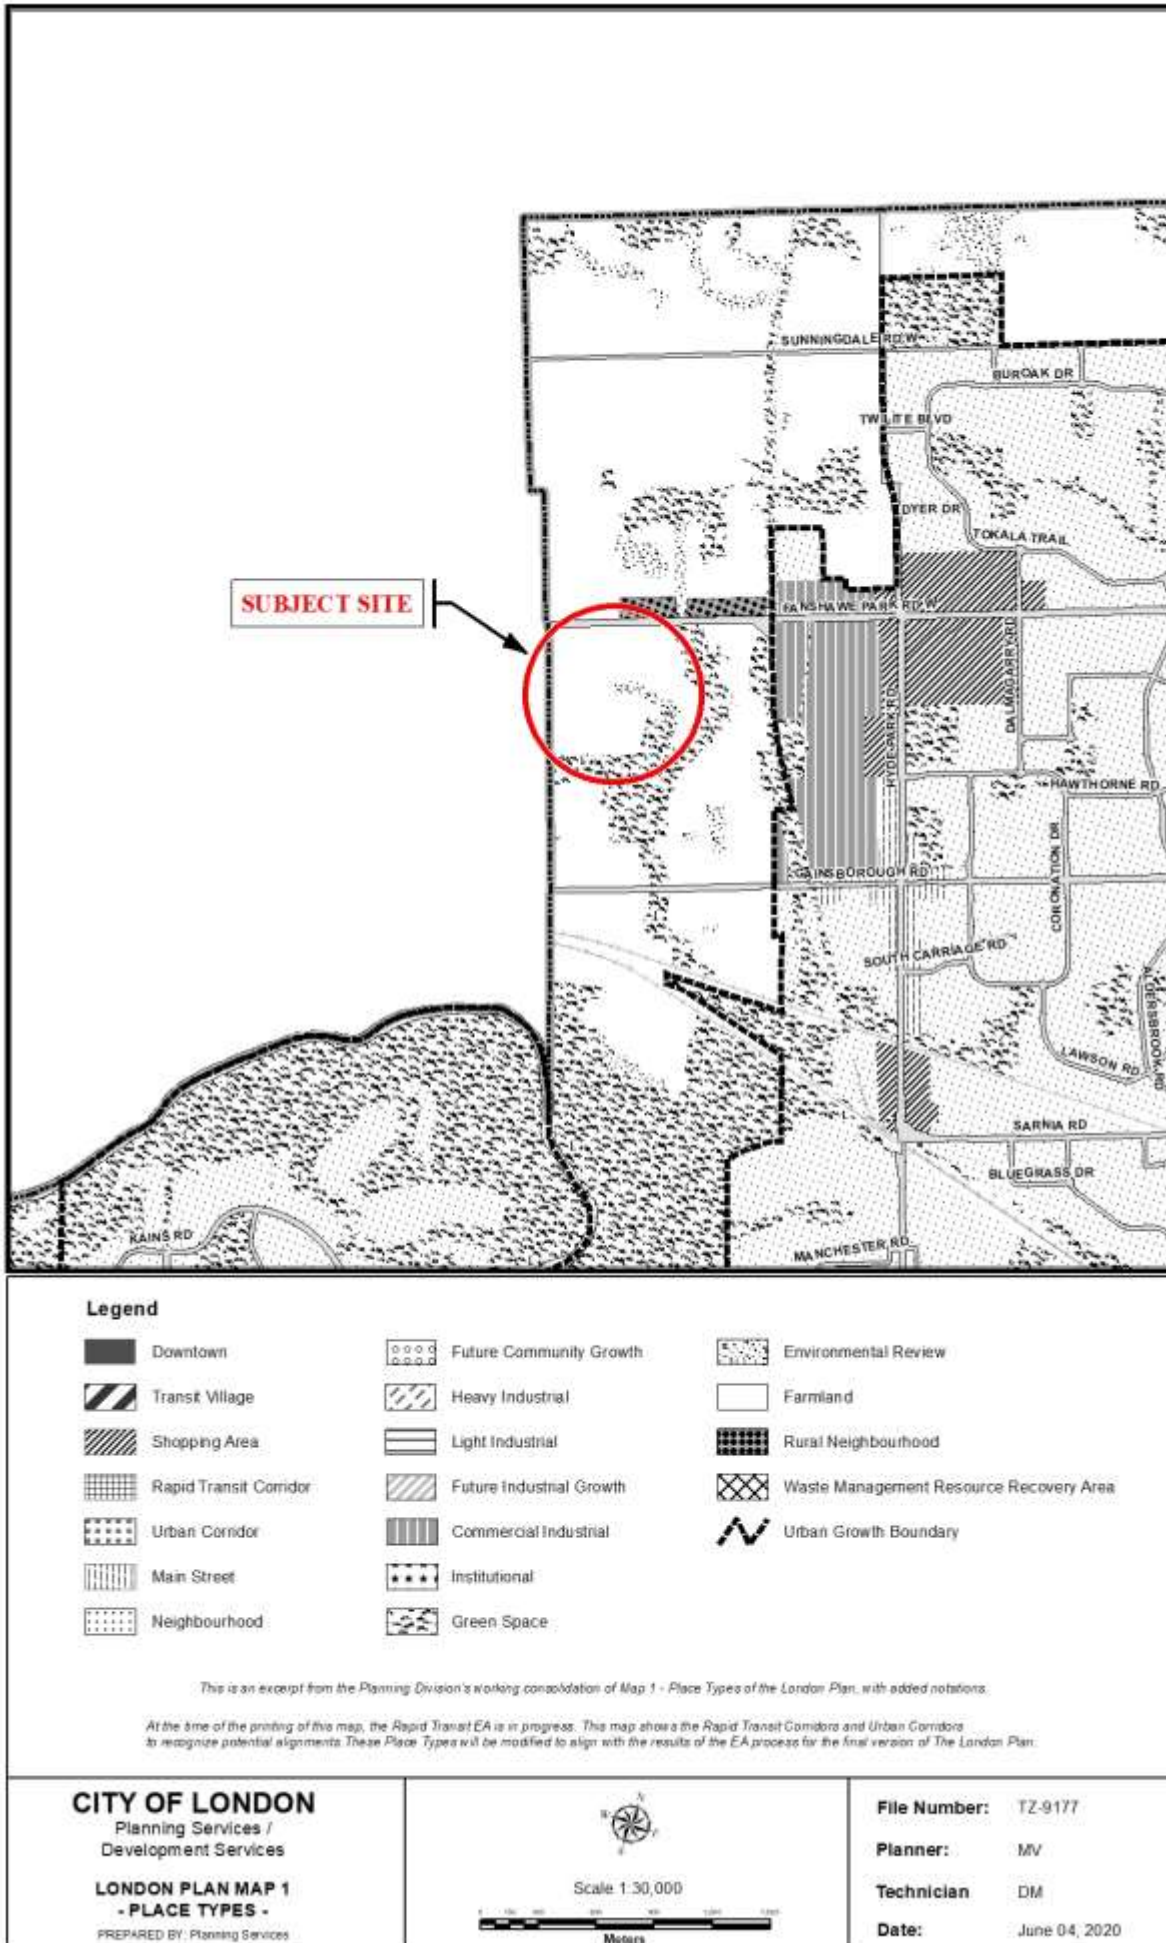 SUNNINGDALE RD W
BUROAK DR
TWILITE BLVD
DYER DR
TOKALA TRAIL
SUBJECT SITE
FANSHAWE PARK RD W
DALMAGARRY RD
HYDE PARK RD
HAWTHORNE RD
CORONATION DR
GAINSBOROUGH RD
SOUTH CARRIAGE RD
ALDERSBROOK RD
LAWSON RD
SARNIA RD
BLUEGRASS DR
KAINS RD
MANCHESTER RD
Legend
Downtown
Transit Village
Shopping Area
Rapid Transit Corridor
Urban Corridor
Main Street
Neighbourhood
Future Community Growth
Heavy Industrial
Light Industrial
Future Industrial Growth
Commercial Industrial
Institutional
Green Space
Environmental Review
Farmland
Rural Neighbourhood
Waste Management Resource Recovery Area
Urban Growth Boundary
This is an excerpt from the Planning Division's working consolidation of Map 1 - Place Types of the London Plan, with added notations.
At the time of the printing of this map, the Rapid Transit EA is in progress. This map shows the Rapid Transit Corridors and Urban Corridors
to recognize potential alignments. These Place Types will be modified to align with the results of the EA process for the final version of The London Plan.
CITY OF LONDON
Planning Services /
Development Services
LONDON PLAN MAP 1
- PLACE TYPES -
PREPARED BY: Planning Services
Scale 1:30,000
Meters
File Number: TZ-9177
Planner: MV
Technician DM
Date: June 04, 2020